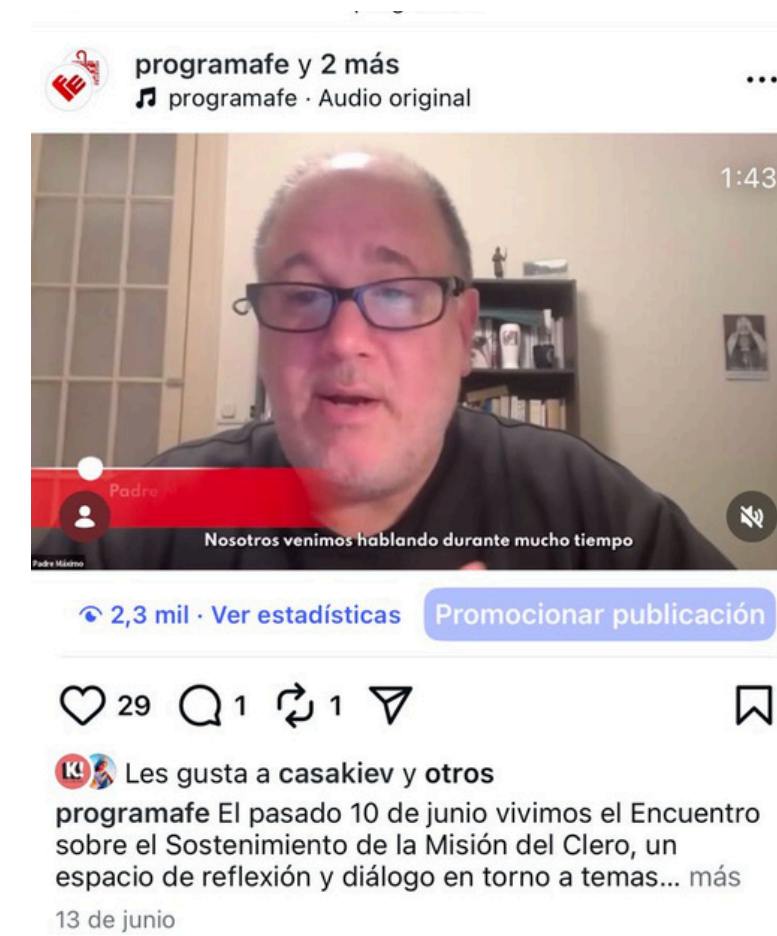 programafe y 2 más
programafe · Audio original
1:43
Padre
Nosotros venimos hablando durante mucho tiempo
Padre Máximo
2,3 mil · Ver estadísticas
Promocionar publicación
29 1 1
K!
Les gusta a casakiev y otros
programafe El pasado 10 de junio vivimos el Encuentro
sobre el Sostenimiento de la Misión del Clero, un
espacio de reflexión y diálogo en torno a temas... más
13 de junio